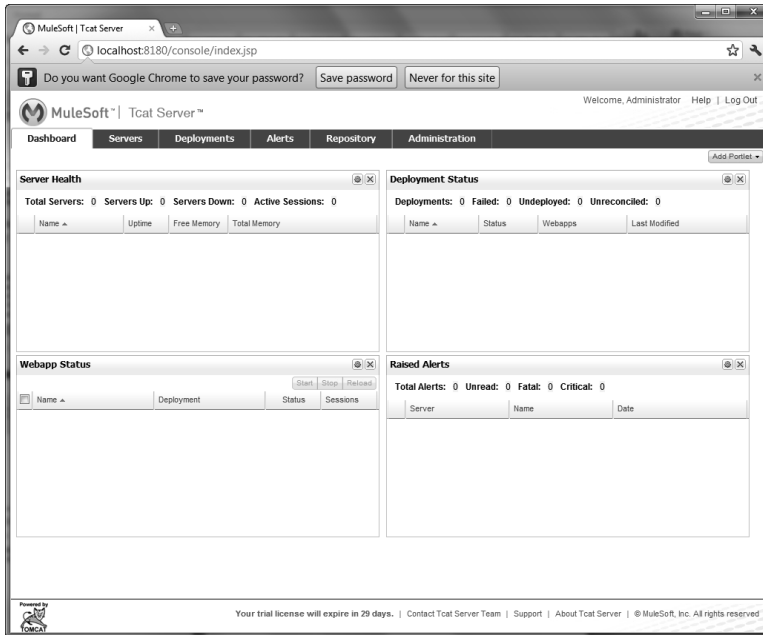 MuleSoft | Tcat Server
localhost:8180/console/index.jsp
Do you want Google Chrome to save your password? Save password Never for this site
MuleSoft™ | Tcat Server™
Welcome, Administrator Help | Log Out
Dashboard Servers Deployments Alerts Repository Administration
Add Portlet
Server Health
Total Servers: 0 Servers Up: 0 Servers Down: 0 Active Sessions: 0
Name Uptime Free Memory Total Memory
Deployment Status
Deployments: 0 Failed: 0 Undeployed: 0 Unreconciled: 0
Name Status Webapps Last Modified
Webapp Status
Start Stop Reload
Name Deployment Status Sessions
Raised Alerts
Total Alerts: 0 Unread: 0 Fatal: 0 Critical: 0
Server Name Date
Powered by
TOMCAT
Your trial license will expire in 29 days. | Contact Tcat Server Team | Support | About Tcat Server | © MuleSoft, Inc. All rights reserved